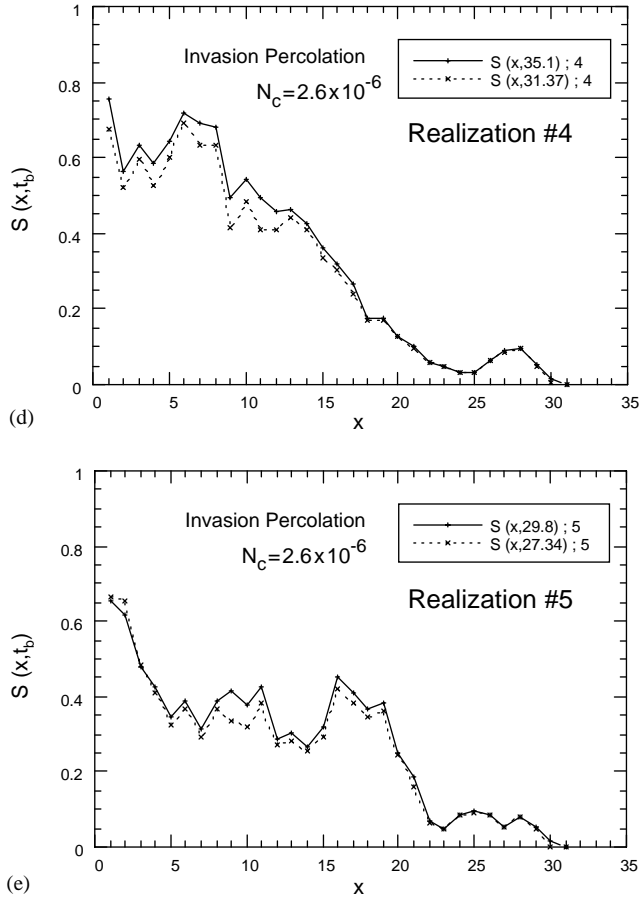 1
Invasion Percolation
N_c=2.6x10^-6
S (x,35.1) ; 4
S (x,31.37) ; 4
Realization #4
0.8
0.6
0.4
0.2
0
S (x,t_b)
0 5 10 15 20 25 30 35
x
(d)
1
Invasion Percolation
N_c=2.6x10^-6
S (x,29.8) ; 5
S (x,27.34) ; 5
Realization #5
0.8
0.6
0.4
0.2
0
S (x,t_b)
0 5 10 15 20 25 30 35
x
(e)